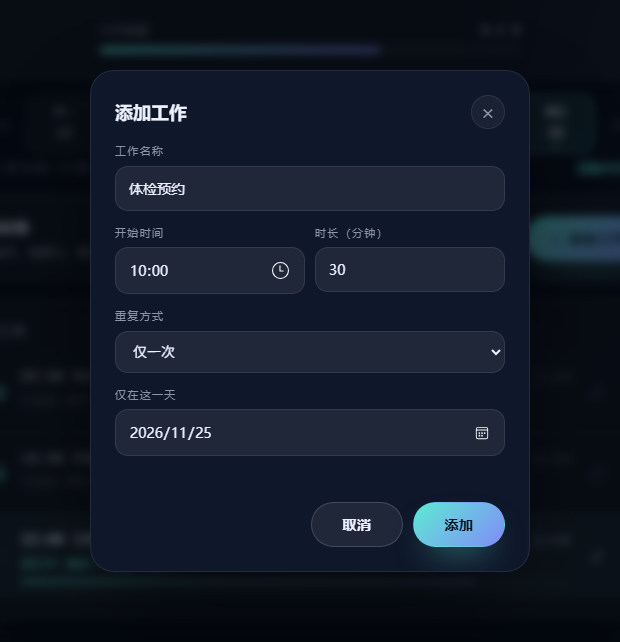 添加工作
工作名称
体检预约
开始时间
时长（分钟）
10:00
30
重复方式
仅一次
仅在这一天
2026/11/25
取消
添加